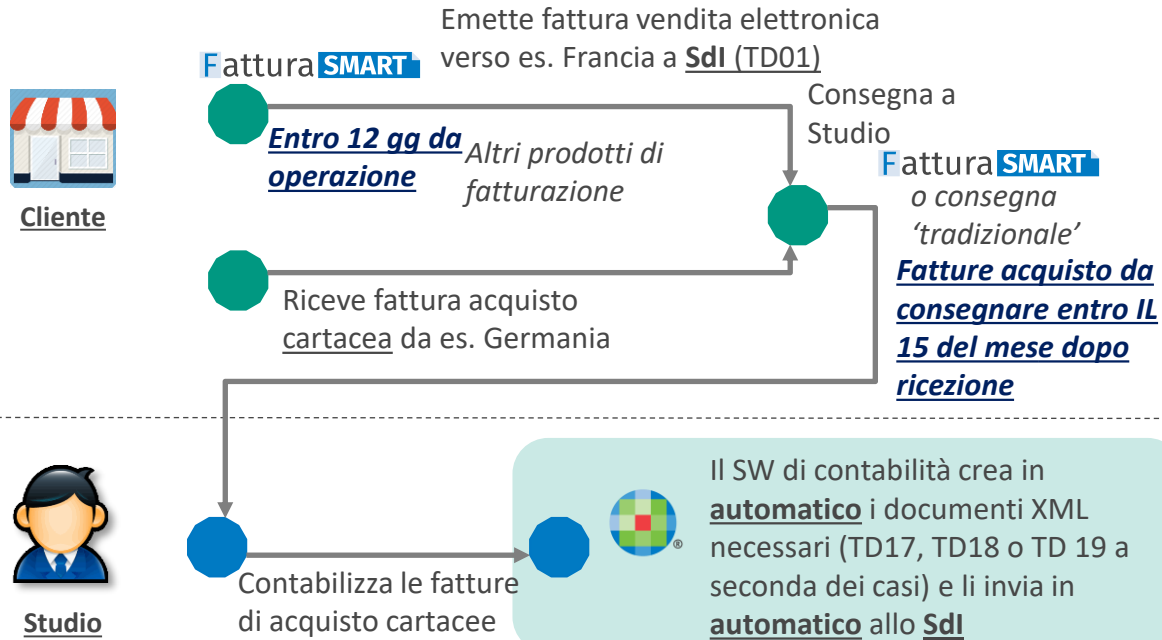 Emette fattura vendita elettronica
verso es. Francia a SdI (TD01)
Fattura SMART
Entro 12 gg da
operazione
Altri prodotti di
fatturazione
Consegna a
Studio
Fattura SMART
o consegna
‘tradizionale’
Fatture acquisto da
consegnare entro IL
15 del mese dopo
ricezione
Cliente
Riceve fattura acquisto
cartacea da es. Germania
Studio
Contabilizza le fatture
di acquisto cartacee
®
Il SW di contabilità crea in
automatico i documenti XML
necessari (TD17, TD18 o TD 19 a
seconda dei casi) e li invia in
automatico allo SdI